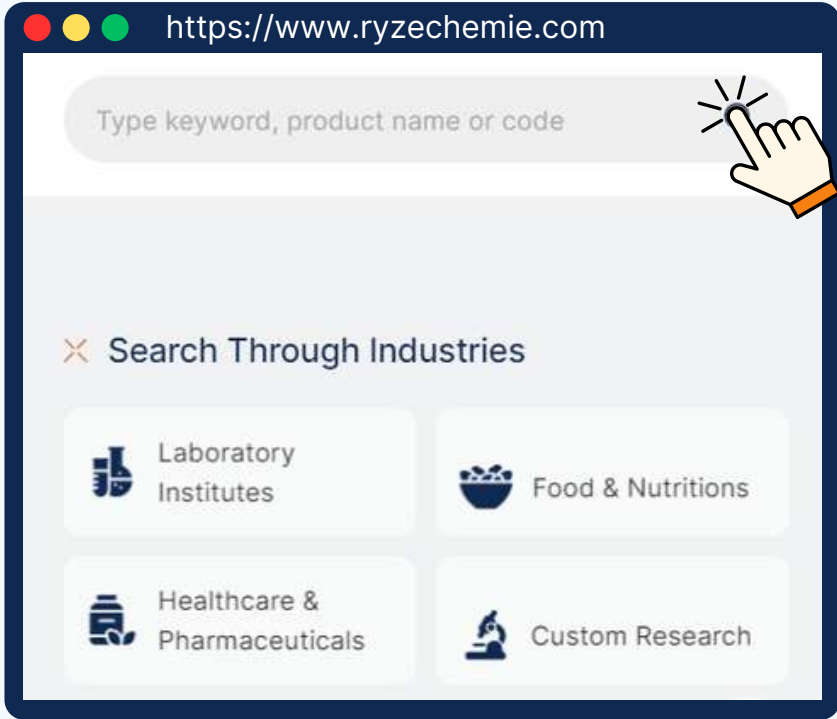 https://www.ryzechemie.com
Type keyword, product name or code
Search Through Industries
Laboratory
Institutes
Food & Nutritions
Healthcare &
Pharmaceuticals
Custom Research